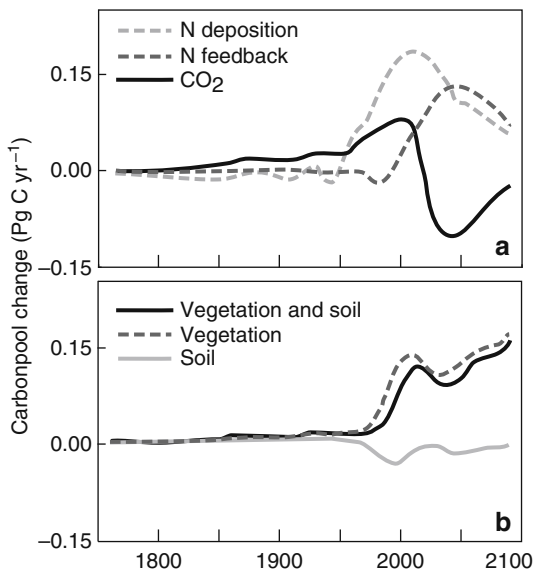 N deposition
N feedback
CO₂
0.15
0.00
−0.15
a
Carbonpool change (Pg C yr⁻¹)
Vegetation and soil
Vegetation
Soil
0.15
0.00
−0.15
b
1800 1900 2000 2100